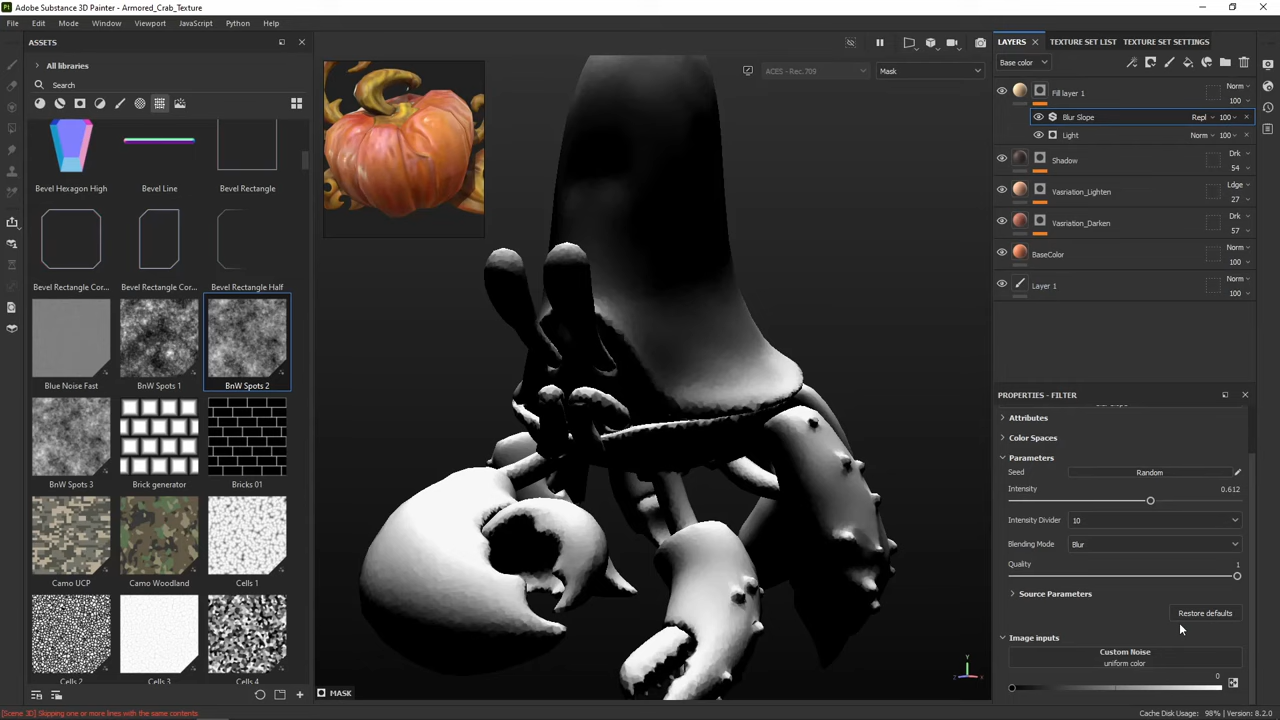 Adobe Substance 3D Painter - Armored_Crab_Texture
File Edit Mode Window Viewport JavaScript Python Help
ASSETS
All libraries
Search
Bevel Hexagon High Bevel Line Bevel Rectangle
Bevel Rectangle Cor... Bevel Rectangle Cor... Bevel Rectangle Half
Blue Noise Fast BnW Spots 1 BnW Spots 2
BnW Spots 3 Brick generator Bricks 01
Camo UCP Camo Woodland Cells 1
Cells 2 Cells 3 Cells 4
ACES - Rec.709 Mask
MASK
Y
X
LAYERS TEXTURE SET LIST TEXTURE SET SETTINGS
Base color
Fill layer 1 Norm
100
Blur Slope Repl 100
Light Norm 100
Shadow Drk
54
Vasriation_Lighten Ldge
27
Vasriation_Darken Drk
57
BaseColor Norm
100
Layer 1 Norm
100
PROPERTIES - FILTER
Attributes
Color Spaces
Parameters
Seed Random
Intensity 0.612
Intensity Divider 10
Blending Mode Blur
Quality 1
Source Parameters
Restore defaults
Image inputs
Custom Noise
uniform color
0
[Scene 3D] Skipping one or more lines with the same contents
Cache Disk Usage: 98% | Version: 8.2.0